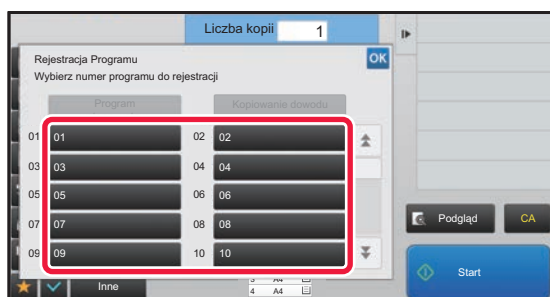 Liczba kopii 1
Rejestracja Programu
OK
Wybierz numer programu do rejestracji
Program Kopiowanie dowodu
01 01 02 02
03 03 04 04
05 05 06 06
07 07 08 08
09 09 10 10
Podgląd CA
Start
Inne
3 A4
4 A4